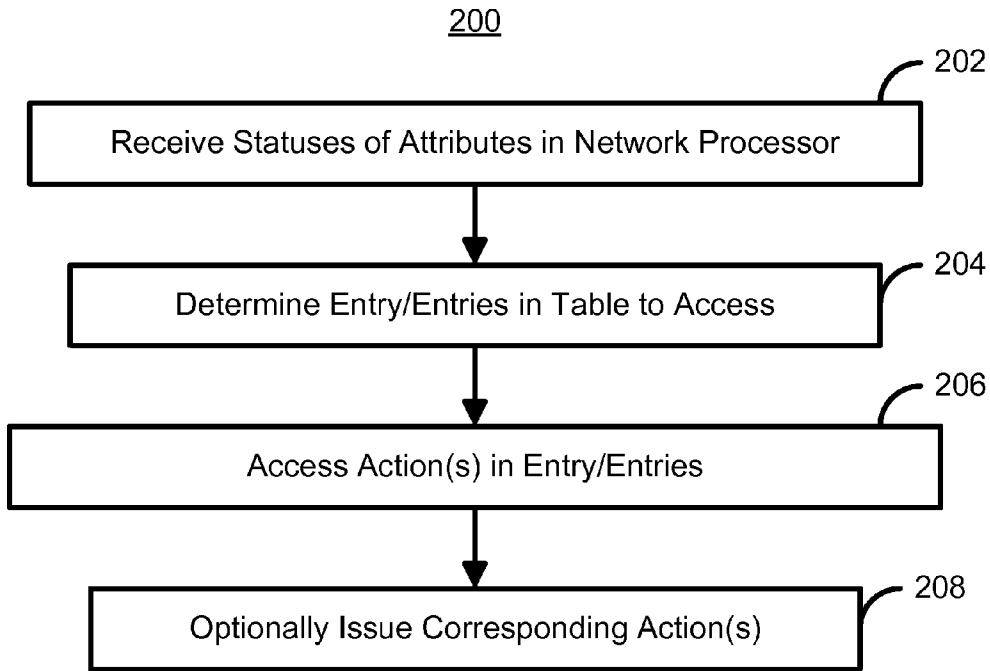 200
202
Receive Statuses of Attributes in Network Processor
204
Determine Entry/Entries in Table to Access
206
Access Action(s) in Entry/Entries
208
Optionally Issue Corresponding Action(s)